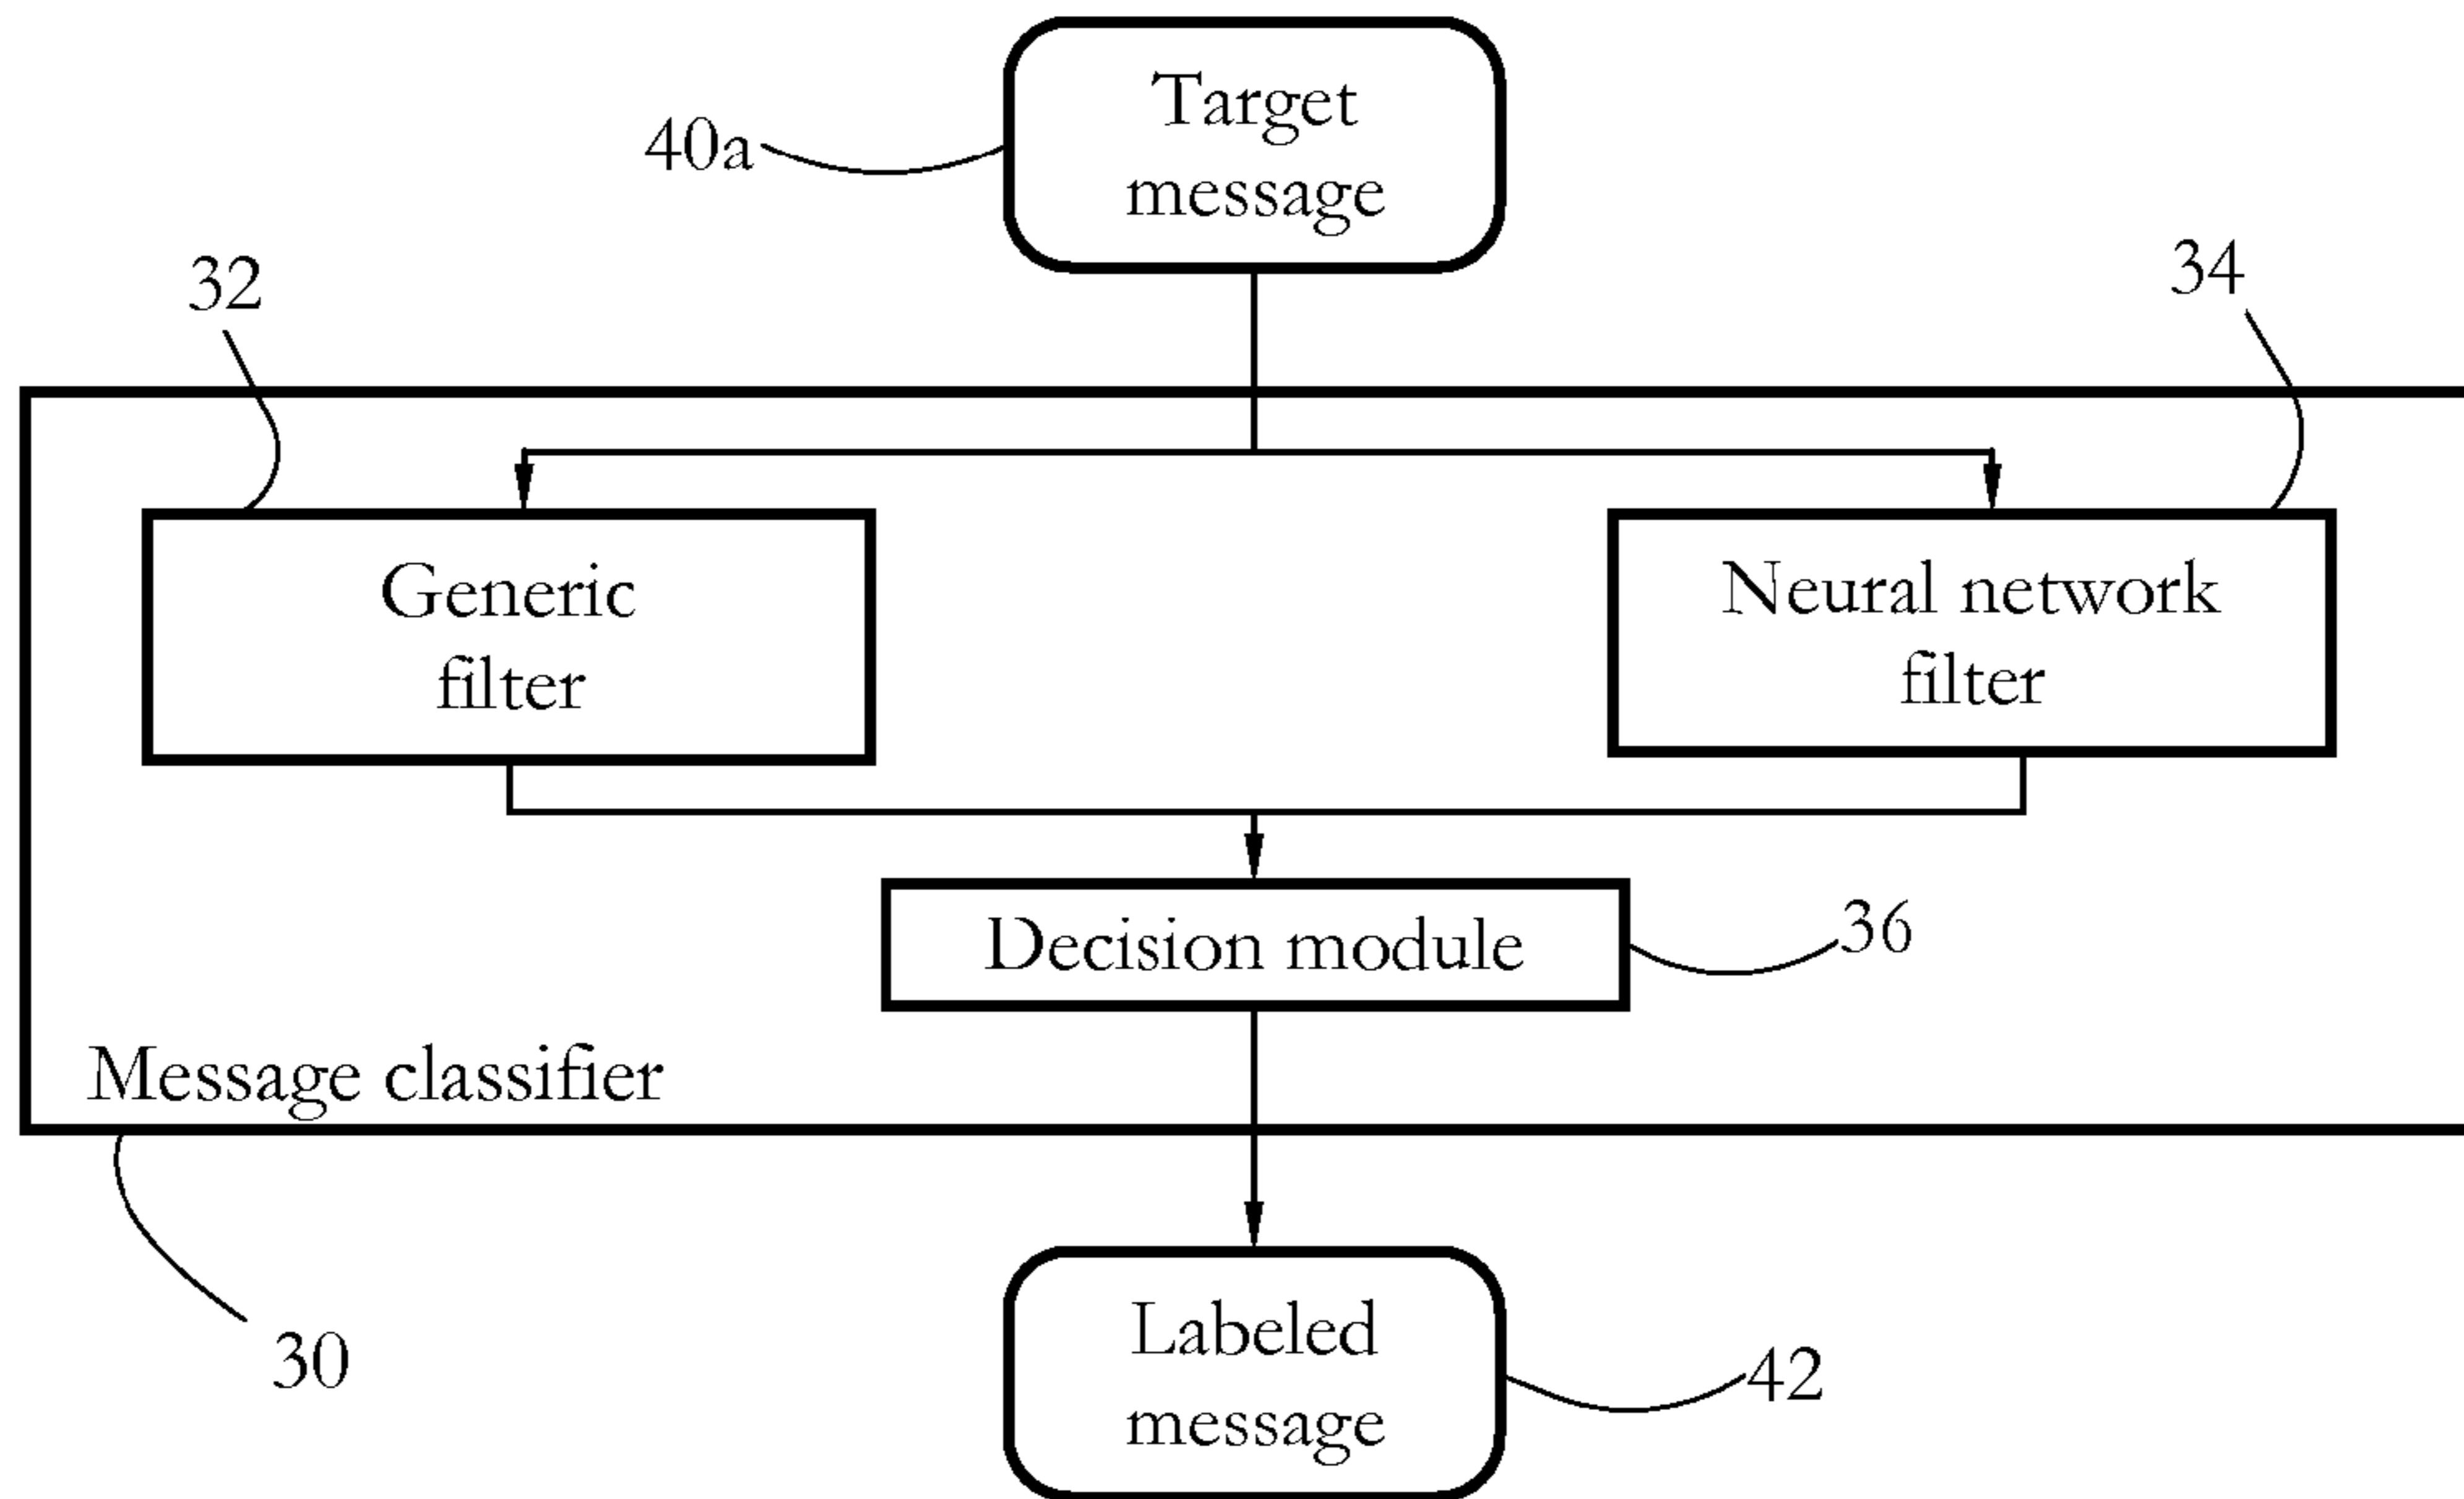 Target
message
40a
32
34
Generic
filter
Neural network
filter
Decision module
36
Message classifier
30
Labeled
message
42